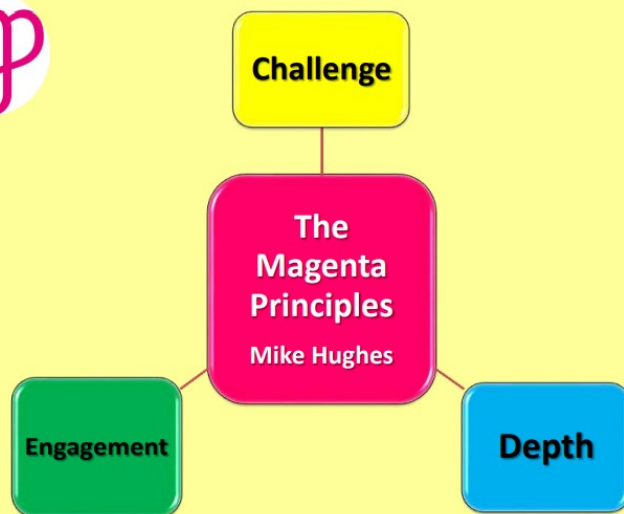 Challenge
The
Magenta
Principles
Mike Hughes
Engagement
Depth